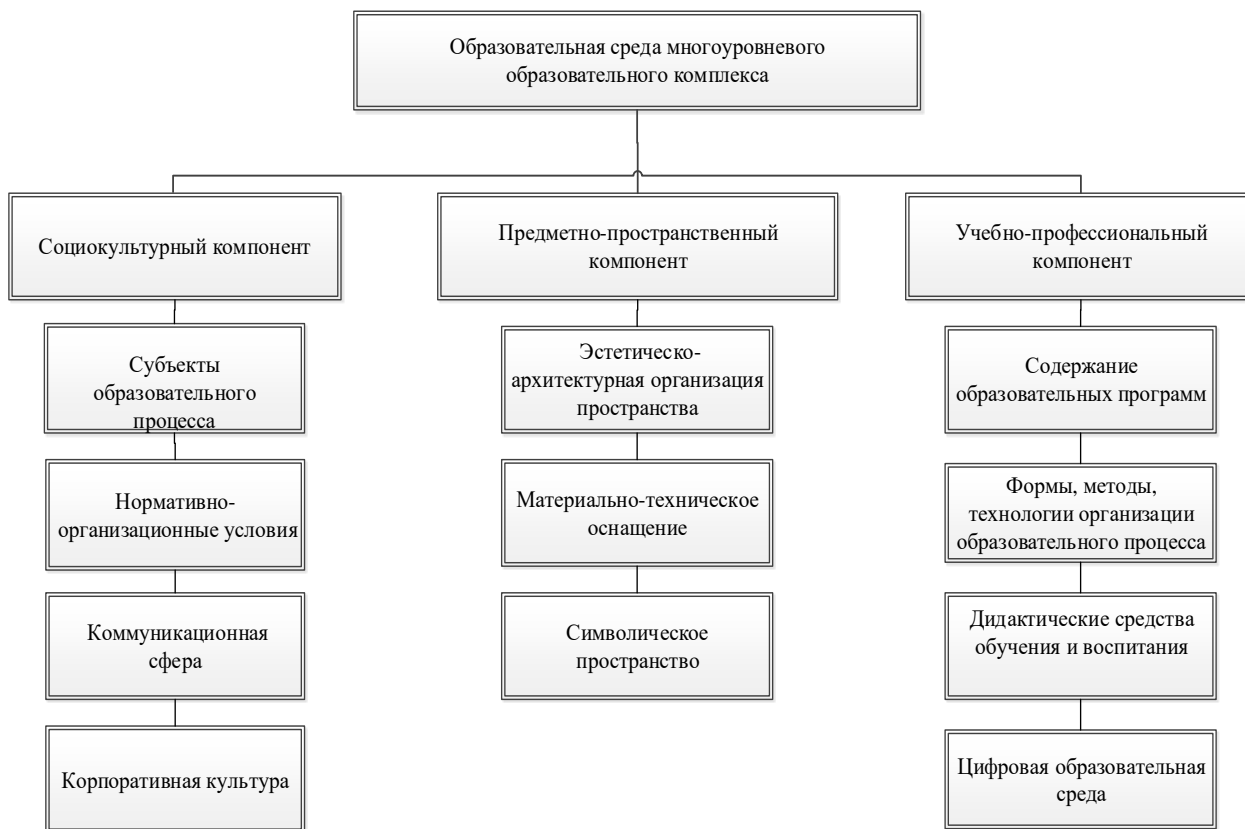 Образовательная среда многоуровневого
образовательного комплекса
Социокультурный компонент
Предметно-пространственный
компонент
Учебно-профессиональный
компонент
Субъекты
образовательного
процесса
Эстетическо-
архитектурная организация
пространства
Содержание
образовательных программ
Нормативно-
организационные условия
Материально-техническое
оснащение
Формы, методы,
технологии организации
образовательного процесса
Коммуникационная
сфера
Символическое
пространство
Дидактические средства
обучения и воспитания
Корпоративная культура
Цифровая образовательная
среда